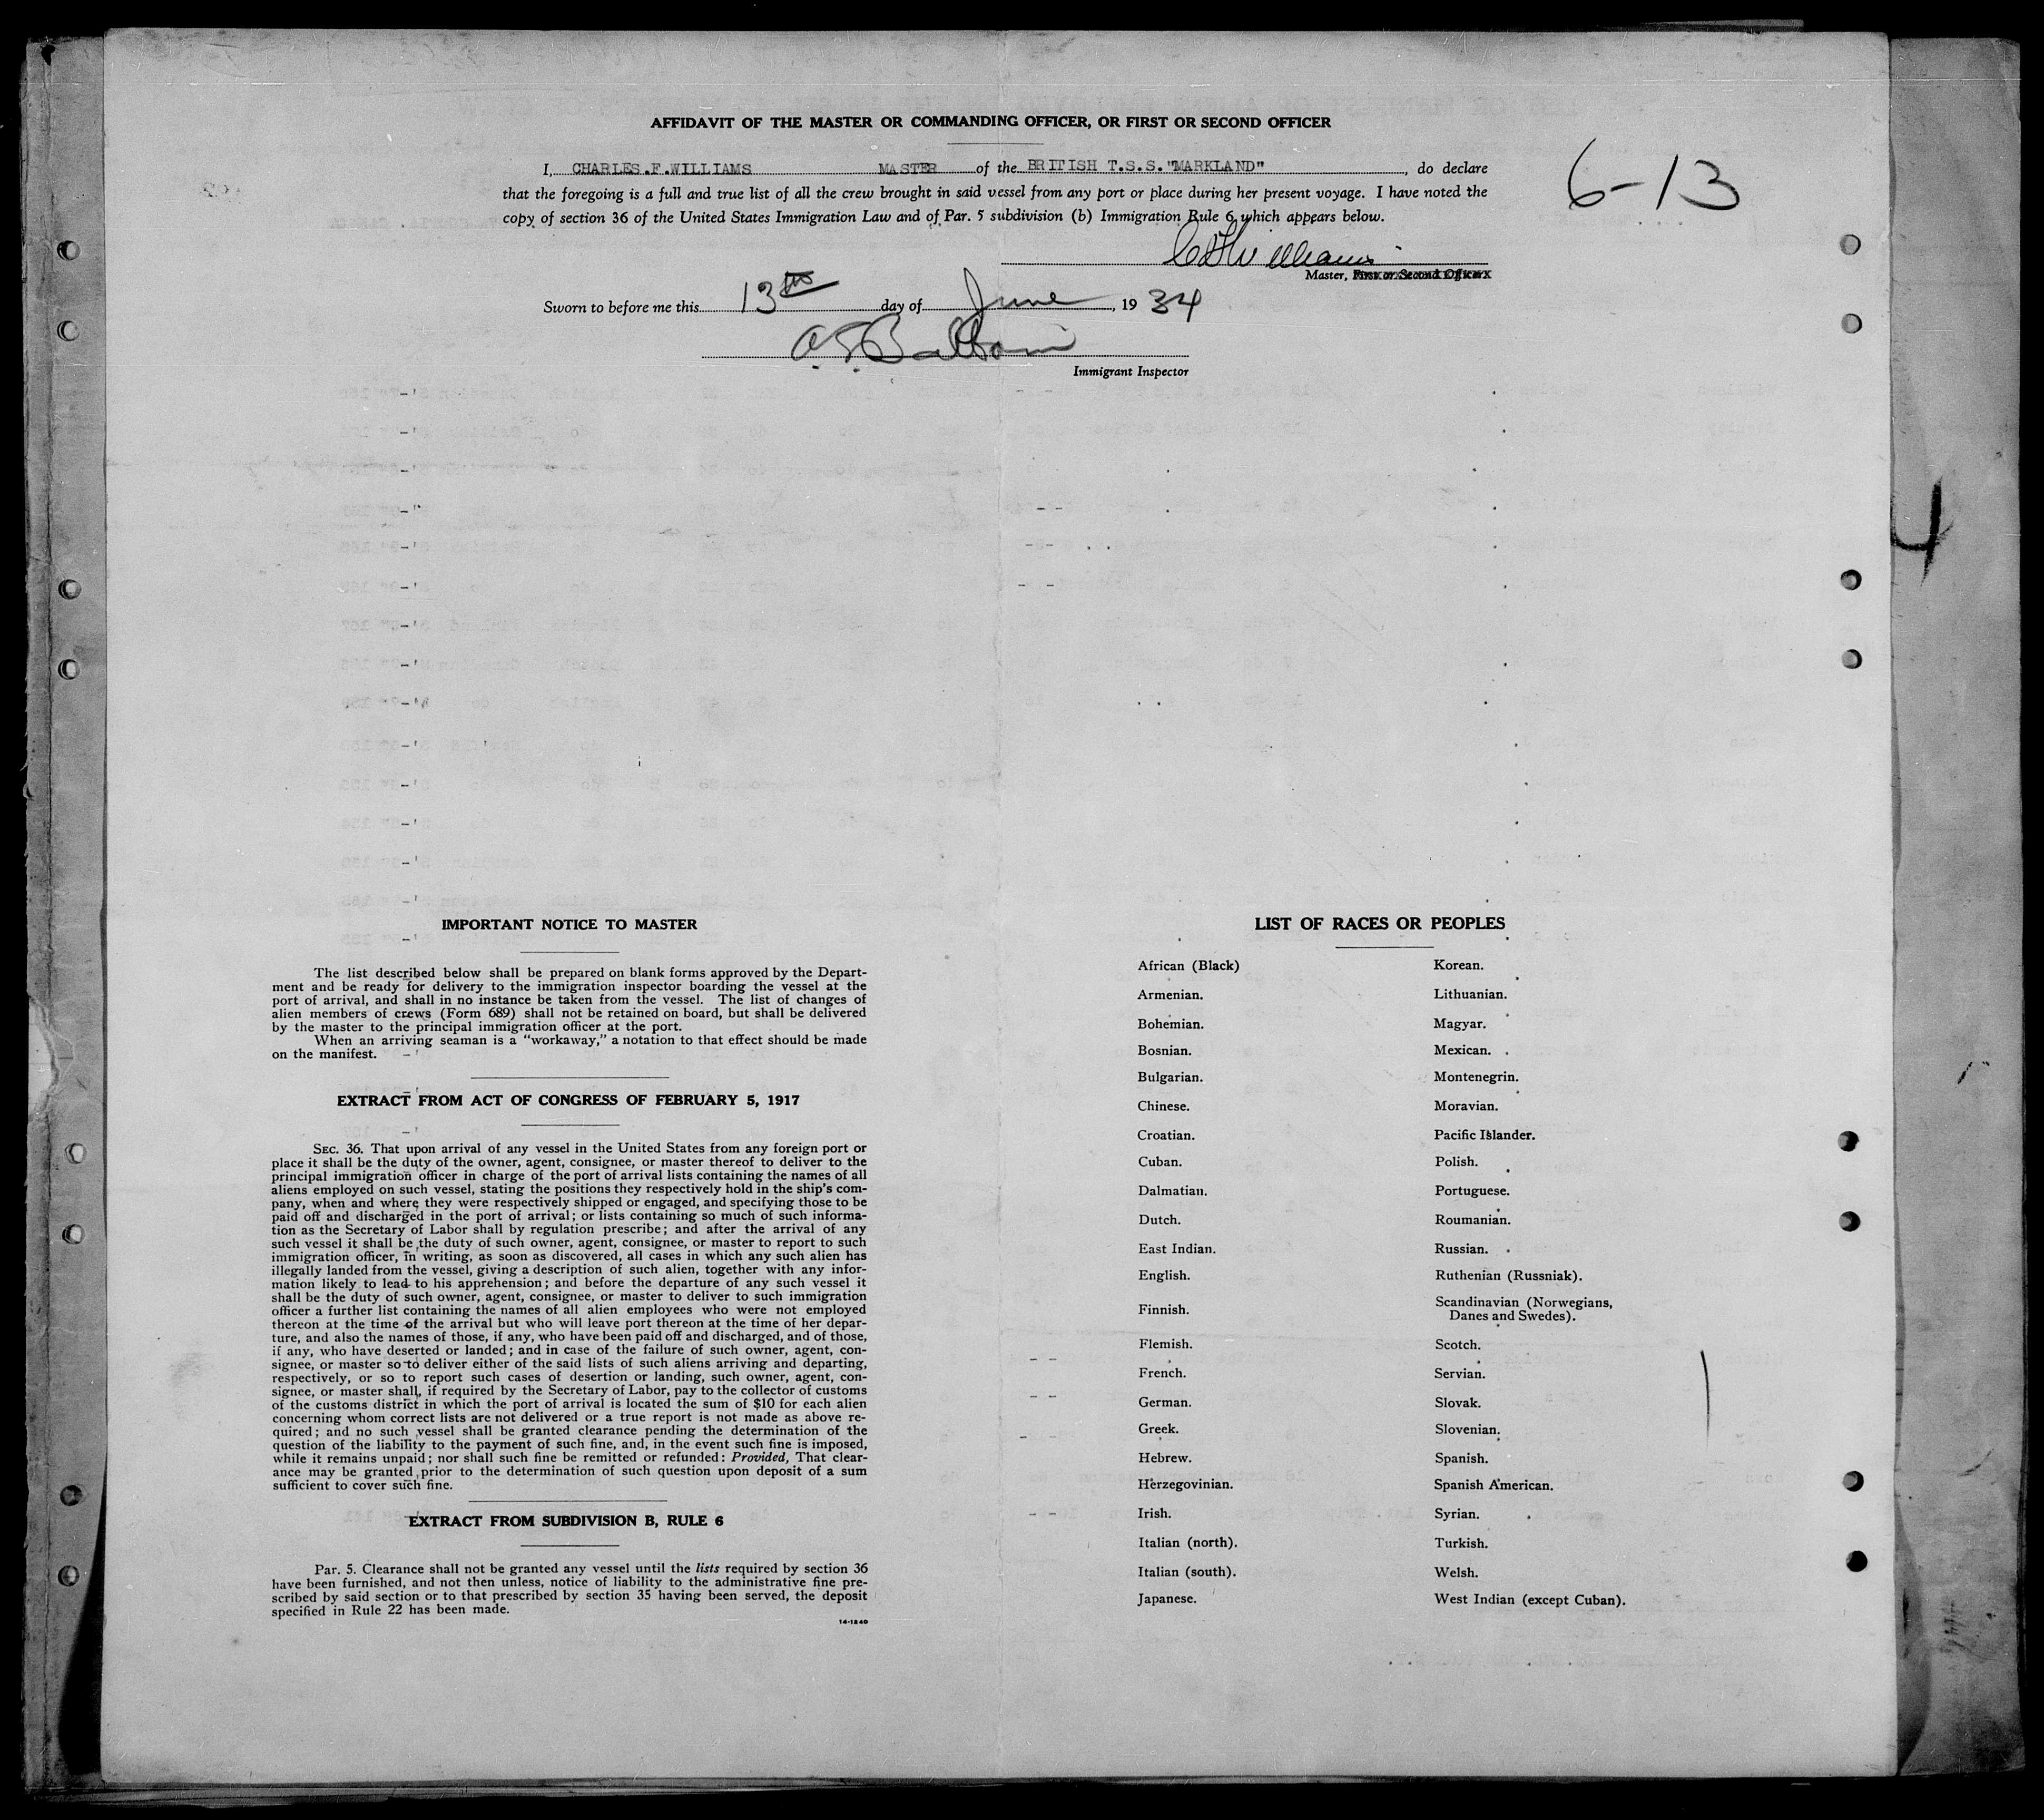 AFFIDAVIT OF THE MASTER OR COMMANDING OFFICER, OR FIRST OR SECOND OFFICER
I, CHARLES.F.WILLIAMS MASTER of the BRITISH T.S.S."MARKLAND", do declare
that the foregoing is a full and true list of all the crew brought in said vessel from any port or place during her present voyage. I have noted the
copy of section 36 of the United States Immigration Law and of Par. 5 subdivision (b) Immigration Rule 6, which appears below.
6-13
CF Williams
Master, First or Second Officer
Sworn to before me this 13th day of June, 1934
Immigrant Inspector
4
IMPORTANT NOTICE TO MASTER
The list described below shall be prepared on blank forms approved by the Depart-
ment and be ready for delivery to the immigration inspector boarding the vessel at the
port of arrival, and shall in no instance be taken from the vessel. The list of changes of
alien members of crews (Form 689) shall not be retained on board, but shall be delivered
by the master to the principal immigration officer at the port.
When an arriving seaman is a "workaway," a notation to that effect should be made
on the manifest.
EXTRACT FROM ACT OF CONGRESS OF FEBRUARY 5, 1917
SEC. 36. That upon arrival of any vessel in the United States from any foreign port or
place it shall be the duty of the owner, agent, consignee, or master thereof to deliver to the
principal immigration officer in charge of the port of arrival lists containing the names of all
aliens employed on such vessel, stating the positions they respectively hold in the ship's com-
pany, when and where they were respectively shipped or engaged, and specifying those to be
paid off and discharged in the port of arrival; or lists containing so much of such informa-
tion as the Secretary of Labor shall by regulation prescribe; and after the arrival of any
such vessel it shall be the duty of such owner, agent, consignee, or master to report to such
immigration officer, in writing, as soon as discovered, all cases in which any such alien has
illegally landed from the vessel, giving a description of such alien, together with any infor-
mation likely to lead to his apprehension; and before the departure of any such vessel it
shall be the duty of such owner, agent, consignee, or master to deliver to such immigration
officer a further list containing the names of all alien employees who were not employed
thereon at the time of the arrival but who will leave port thereon at the time of her depar-
ture, and also the names of those, if any, who have been paid off and discharged, and of those,
if any, who have deserted or landed; and in case of the failure of such owner, agent, con-
signee, or master so to deliver either of the said lists of such aliens arriving and departing,
respectively, or so to report such cases of desertion or landing, such owner, agent, con-
signee, or master shall, if required by the Secretary of Labor, pay to the collector of customs
of the customs district in which the port of arrival is located the sum of $10 for each alien
concerning whom correct lists are not delivered or a true report is not made as above re-
quired; and no such vessel shall be granted clearance pending the determination of the
question of the liability to the payment of such fine, and, in the event such fine is imposed,
while it remains unpaid; nor shall such fine be remitted or refunded: Provided, That clear-
ance may be granted prior to the determination of such question upon deposit of a sum
sufficient to cover such fine.
EXTRACT FROM SUBDIVISION B, RULE 6
Par. 5. Clearance shall not be granted any vessel until the lists required by section 36
have been furnished, and not then unless, notice of liability to the administrative fine pre-
scribed by said section or to that prescribed by section 35 having been served, the deposit
specified in Rule 22 has been made.
14-1240
LIST OF RACES OR PEOPLES
African (Black)
Armenian.
Bohemian.
Bosnian.
Bulgarian.
Chinese.
Croatian.
Cuban.
Dalmatian.
Dutch.
East Indian.
English.
Finnish.
Flemish.
French.
German.
Greek.
Hebrew.
Herzegovinian.
Irish.
Italian (north).
Italian (south).
Japanese.
Korean.
Lithuanian.
Magyar.
Mexican.
Montenegrin.
Moravian.
Pacific Islander.
Polish.
Portuguese.
Roumanian.
Russian.
Ruthenian (Russniak).
Scandinavian (Norwegians,
Danes and Swedes).
Scotch.
Servian.
Slovak.
Slovenian.
Spanish.
Spanish American.
Syrian.
Turkish.
Welsh.
West Indian (except Cuban).